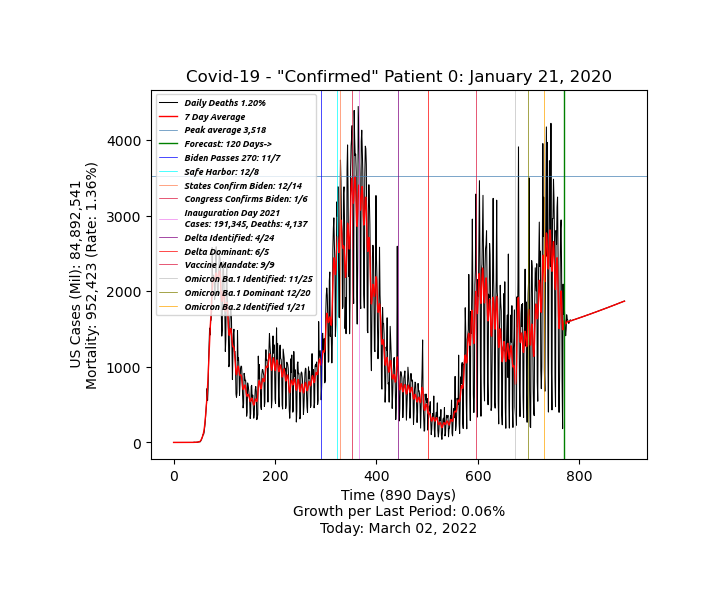 Covid-19 - "Confirmed" Patient 0: January 21, 2020
Daily Deaths 1.20%
7 Day Average
Peak average 3,518
Forecast: 120 Days->
Biden Passes 270: 11/7
Safe Harbor: 12/8
States Confirm Biden: 12/14
Congress Confirms Biden: 1/6
Inauguration Day 2021
Cases: 191,345, Deaths: 4,137
Delta Identified: 4/24
Delta Dominant: 6/5
Vaccine Mandate: 9/9
Omicron Ba.1 Identified: 11/25
Omicron Ba.1 Dominant 12/20
Omicron Ba.2 Identified 1/21
US Cases (Mil): 84,892,541
Mortality: 952,423 (Rate: 1.36%)
4000
3000
2000
1000
0
0 200 400 600 800
Time (890 Days)
Growth per Last Period: 0.06%
Today: March 02, 2022